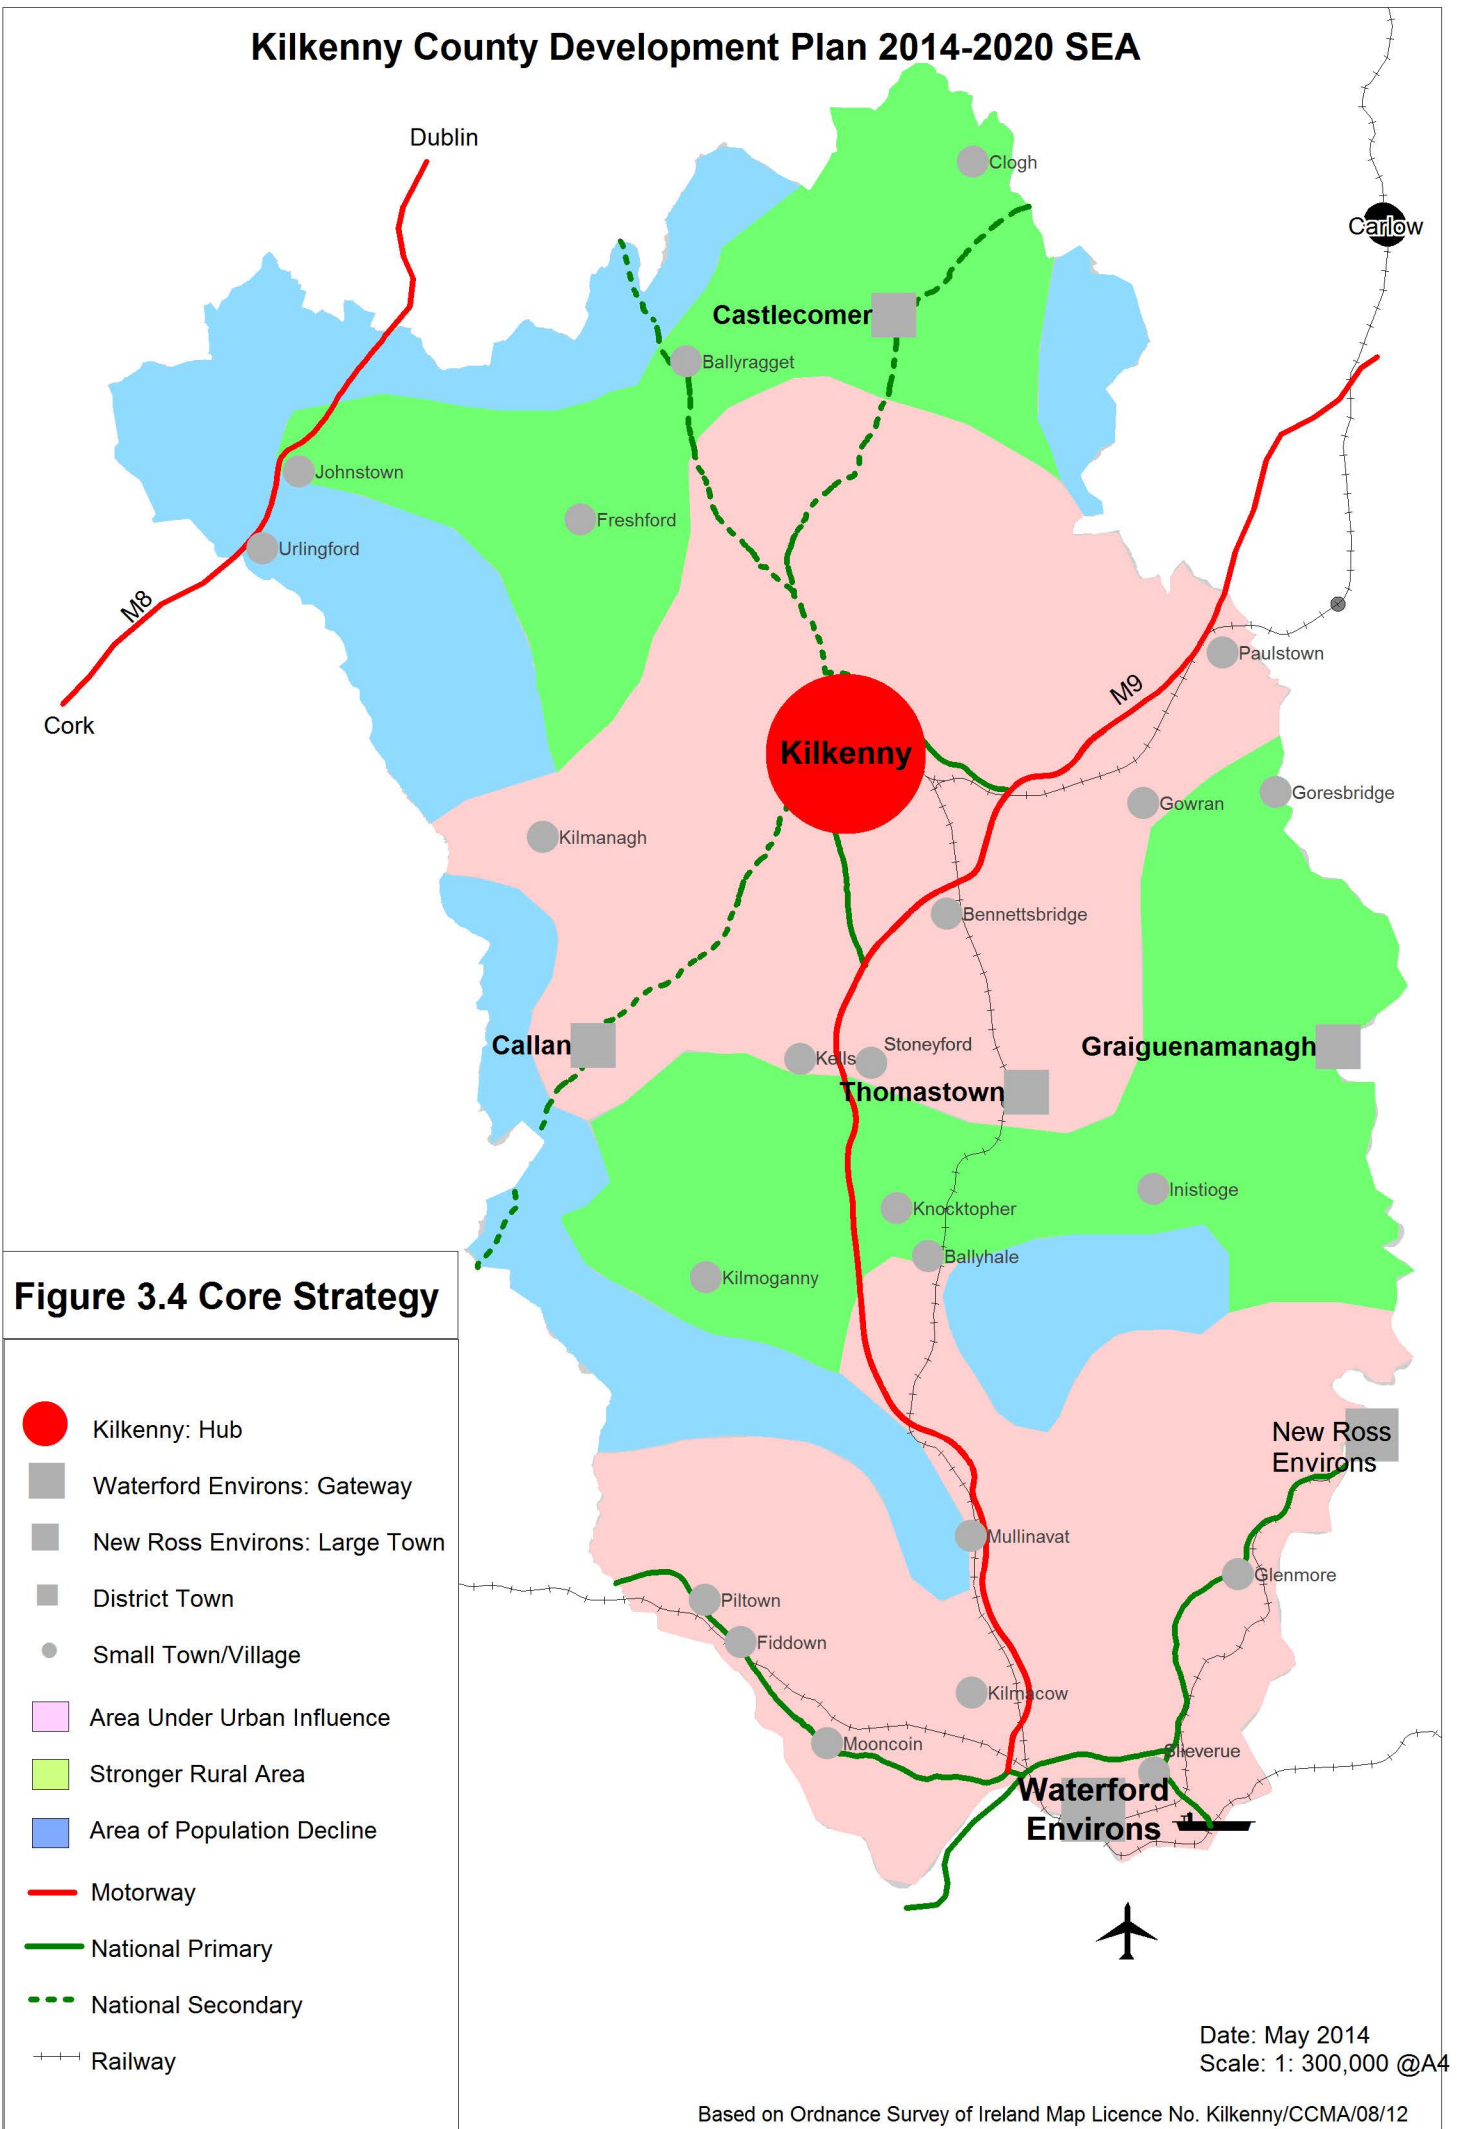 Kilkenny County Development Plan 2014-2020 SEA
Dublin
Clogh
Carlow
Castlecomer
Ballyragget
Johnstown
Freshford
Urlingford
M8
Paulstown
M9
Cork
Kilkenny
Goresbridge
Gowran
Kilmanagh
Bennettsbridge
Callan
Kells
Stoneyford
Graiguenamanagh
Thomastown
Inistioge
Knocktopher
Ballyhale
Kilmoganny
New Ross
Environs
Mullinavat
Glenmore
Piltown
Fiddown
Kilmacow
Mooncoin
Slieverue
Waterford
Environs
Figure 3.4 Core Strategy
Kilkenny: Hub
Waterford Environs: Gateway
New Ross Environs: Large Town
District Town
Small Town/Village
Area Under Urban Influence
Stronger Rural Area
Area of Population Decline
Motorway
National Primary
National Secondary
Railway
Date: May 2014
Scale: 1: 300,000 @A4
Based on Ordnance Survey of Ireland Map Licence No. Kilkenny/CCMA/08/12